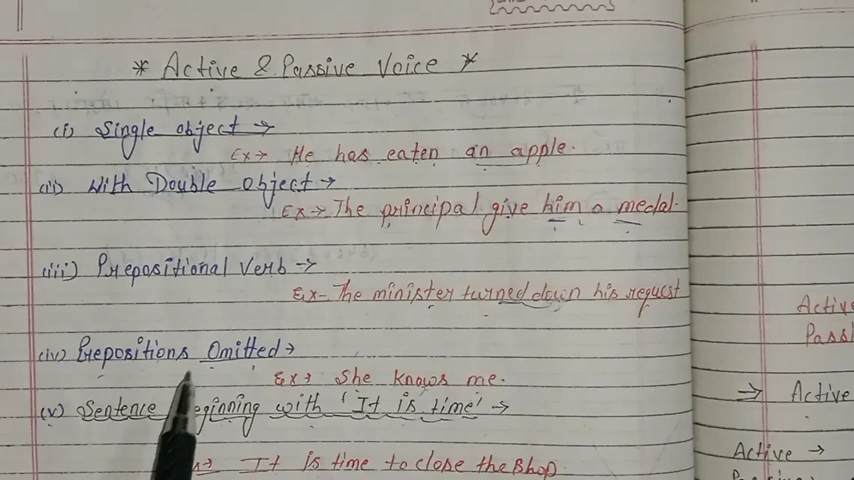 * Active & Passive Voice *
(i) Single object →
Ex → He has eaten an apple.
(ii) With Double object →
Ex → The principal give him a medal.
(iii) Prepositional Verb →
Ex - The minister turned down his request
(iv) Prepositions Omitted →
Ex → She knows me.
(v) Sentence Beginning with 'It is time' →
→ It is time to close the shop.
Active
Passi
⇒ Active
Active →